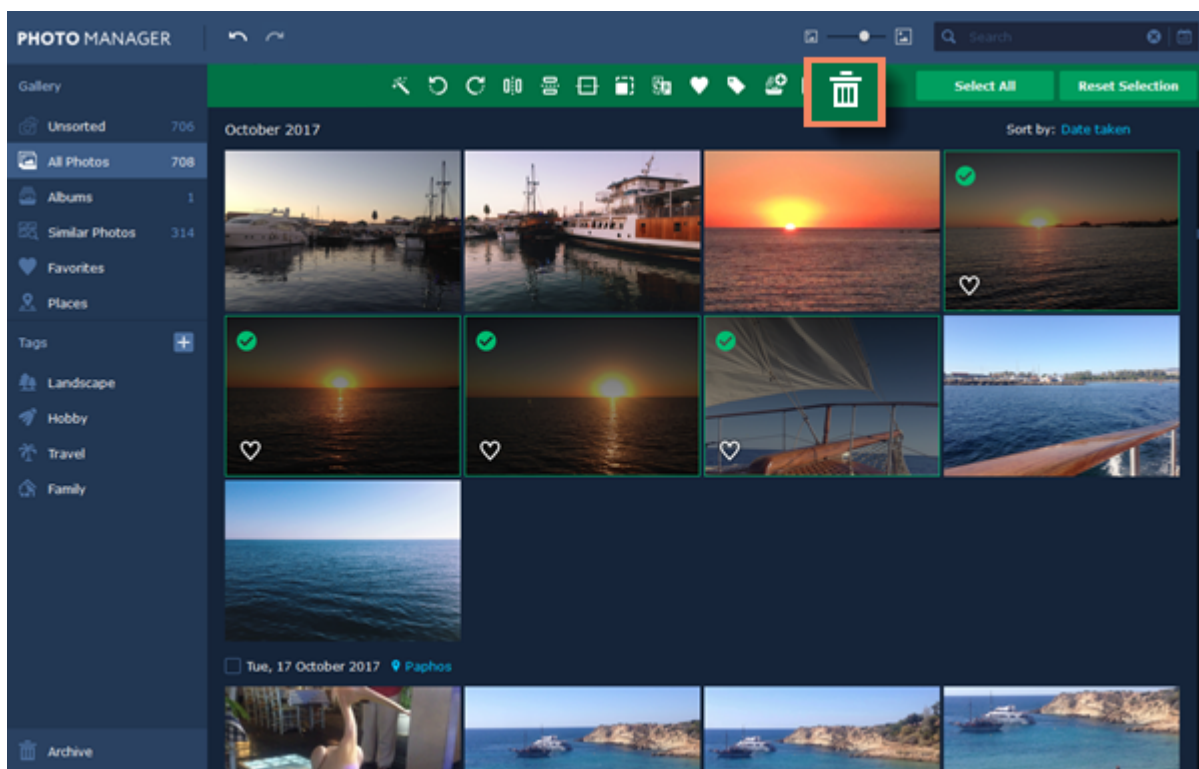 PHOTO MANAGER
Search
Gallery
Select All
Reset Selection
Unsorted 706
October 2017
Sort by: Date taken
All Photos 708
Albums 1
Similar Photos 314
Favorites
Places
Tags
Landscape
Hobby
Travel
Family
Tue, 17 October 2017 Paphos
Archive